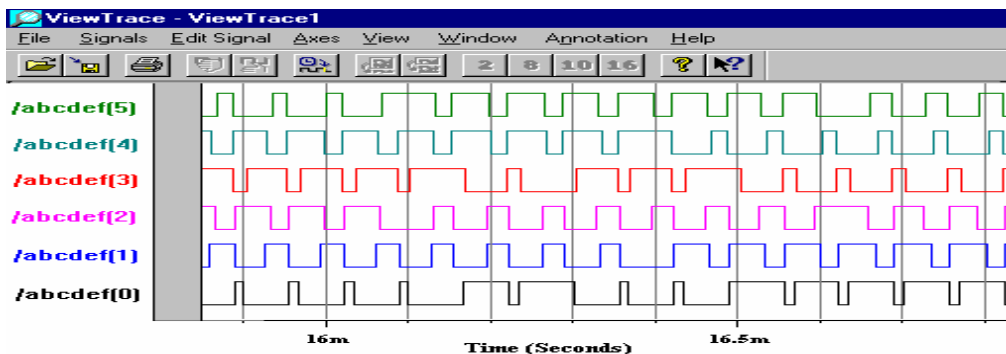 ViewTrace - ViewTrace1
File Signals Edit Signal Axes View Window Annotation Help
2 8 10 16 ? ?
/abcdef(5)
/abcdef(4)
/abcdef(3)
/abcdef(2)
/abcdef(1)
/abcdef(0)
16m 16.5m
Time (Seconds)